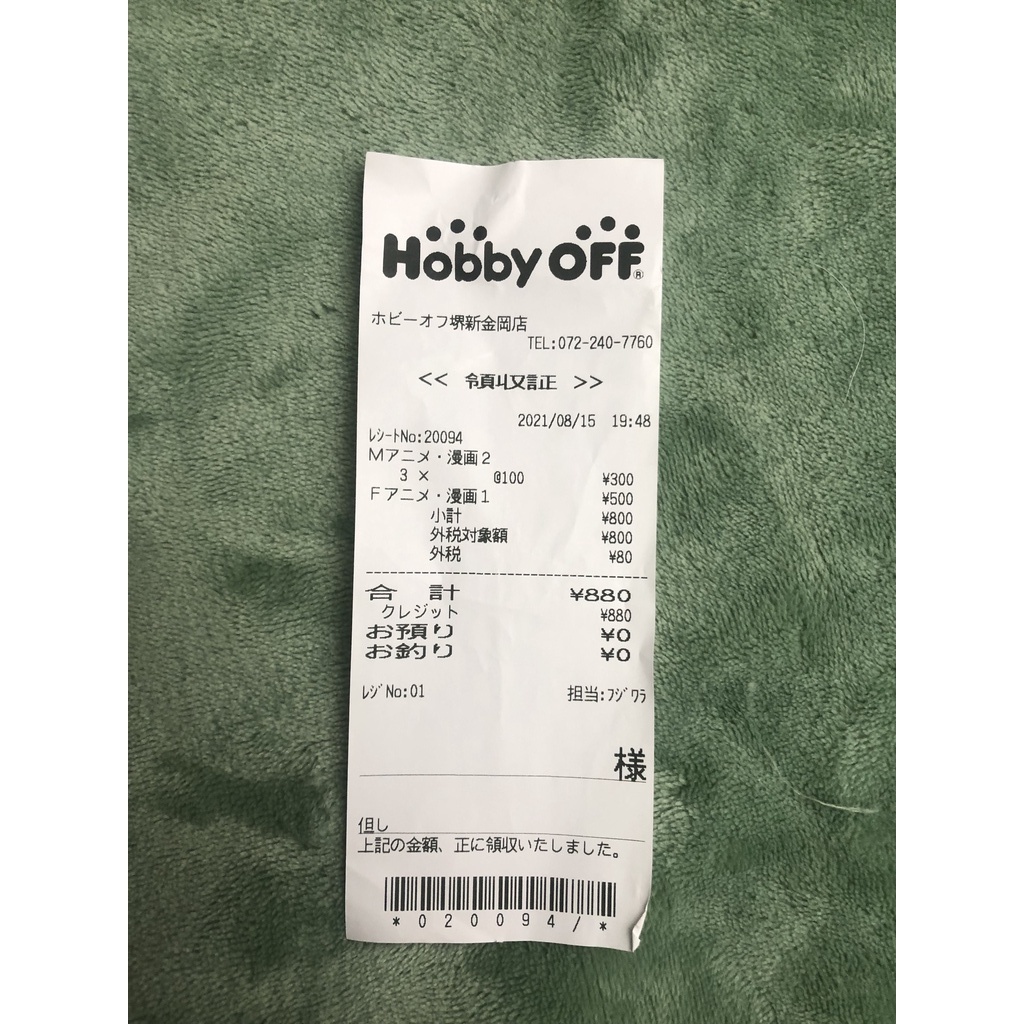 Hobby OFF®
ホビーオフ堺新金岡店
TEL:072-240-7760
<< 領収証 >>
2021/08/15 19:48
ﾚｼｰﾄNo:20094
Mアニメ・漫画2
3 × @100 ¥300
Fアニメ・漫画1 ¥500
小計 ¥800
外税対象額 ¥800
外税 ¥80
合計 ¥880
クレジット ¥880
お預り ¥0
お釣り ¥0
ﾚｼﾞNo:01 担当:ﾌｼﾞﾜﾗ
様
但し
上記の金額、正に領収いたしました。
*020094/*